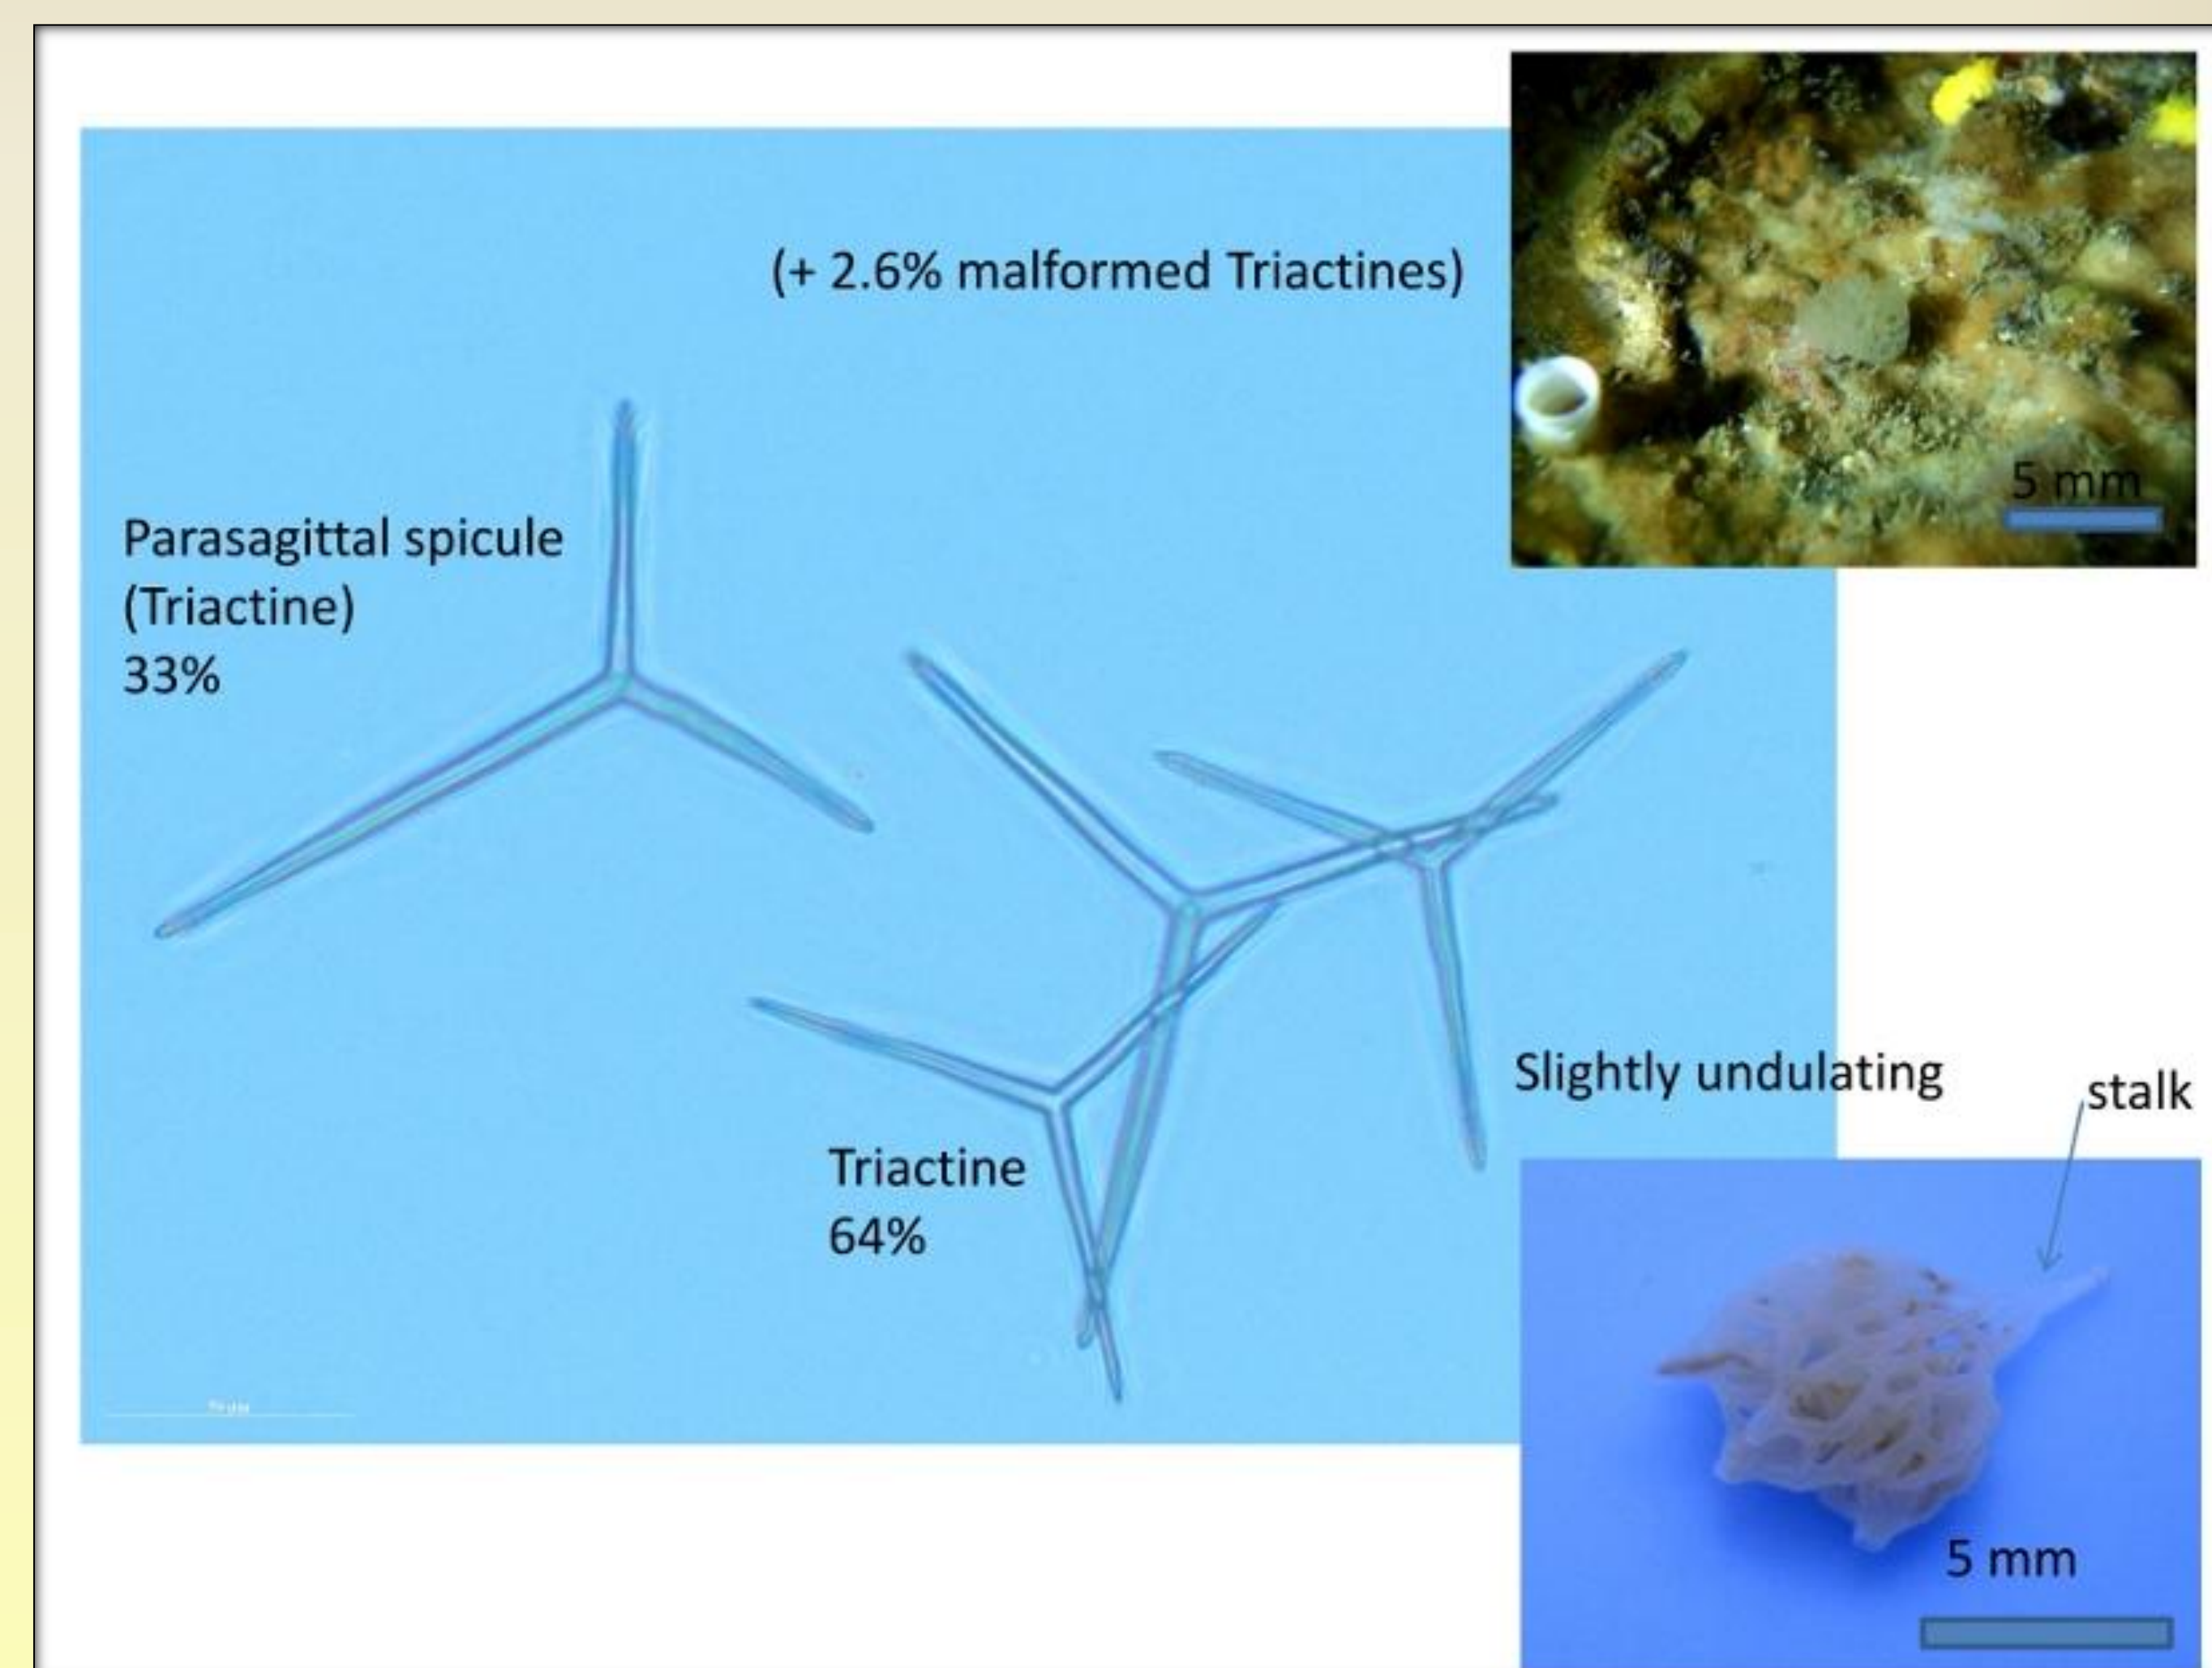 (+ 2.6% malformed Triactines)
Parasagittal spicule
(Triactine)
33%
5 mm
Slightly undulating
stalk
Triactine
64%
5 mm